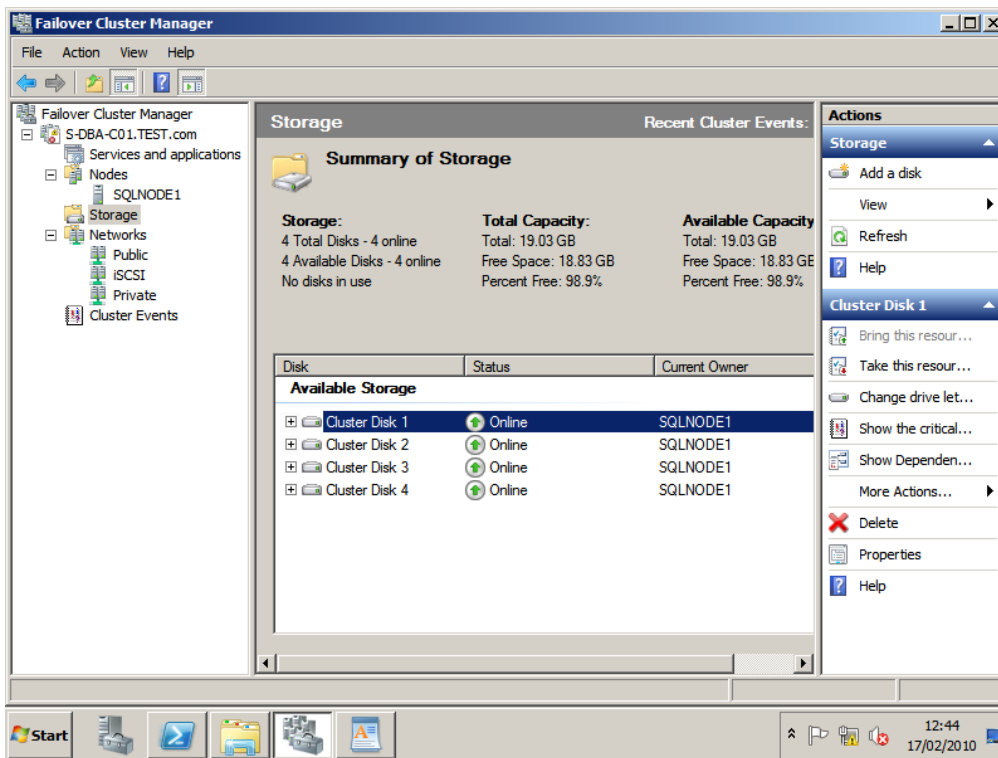 Failover Cluster Manager
File Action View Help
Failover Cluster Manager
S-DBA-C01.TEST.com
Services and applications
Nodes
SQLNODE1
Storage
Networks
Public
iSCSI
Private
Cluster Events
Storage Recent Cluster Events:
Summary of Storage
Storage: Total Capacity: Available Capacity
4 Total Disks - 4 online Total: 19.03 GB Total: 19.03 GB
4 Available Disks - 4 online Free Space: 18.83 GB Free Space: 18.83 GB
No disks in use Percent Free: 98.9% Percent Free: 98.9%
Disk Status Current Owner
Available Storage
Cluster Disk 1 Online SQLNODE1
Cluster Disk 2 Online SQLNODE1
Cluster Disk 3 Online SQLNODE1
Cluster Disk 4 Online SQLNODE1
Actions
Storage
Add a disk
View
Refresh
Help
Cluster Disk 1
Bring this resour...
Take this resour...
Change drive let...
Show the critical...
Show Dependen...
More Actions...
Delete
Properties
Help
Start
12:44
17/02/2010